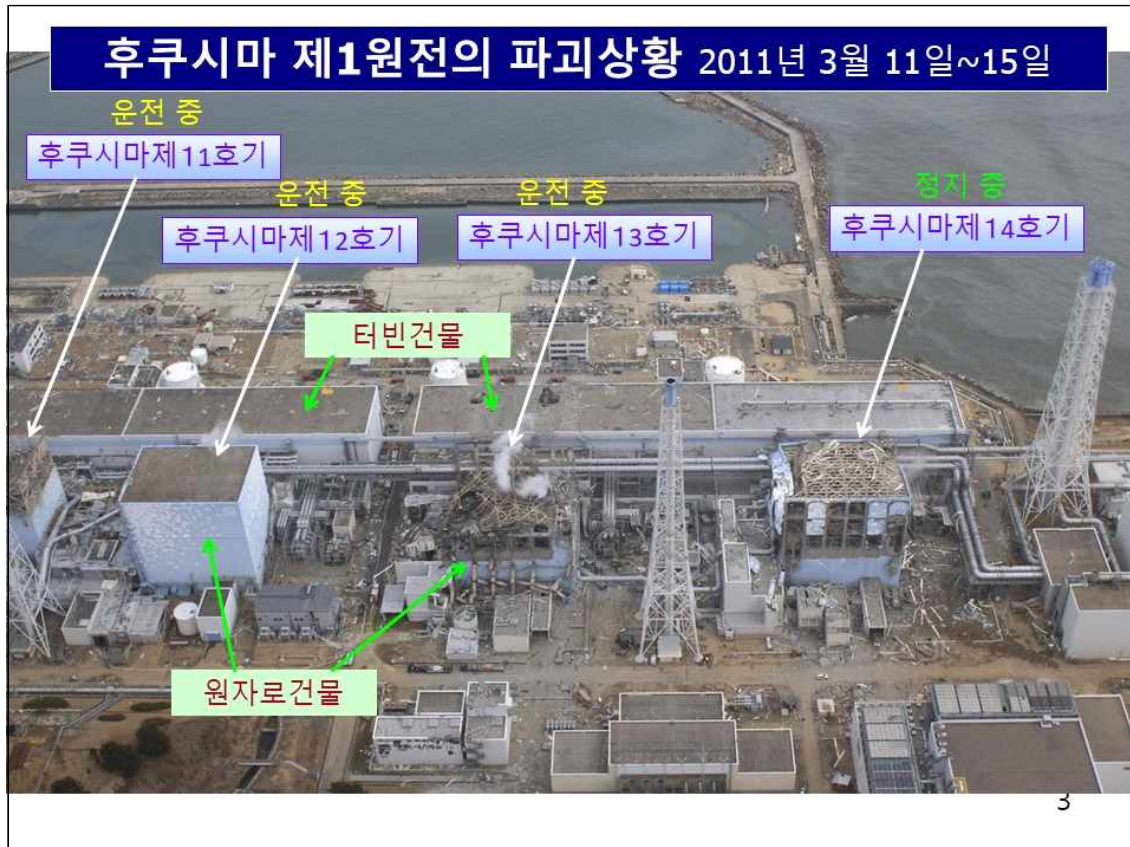 후쿠시마 제1원전의 파괴상황 2011년 3월 11일~15일
운전 중
후쿠시마제11호기
운전 중
후쿠시마제12호기
운전 중
후쿠시마제13호기
정지 중
후쿠시마제14호기
터빈건물
원자로건물
3